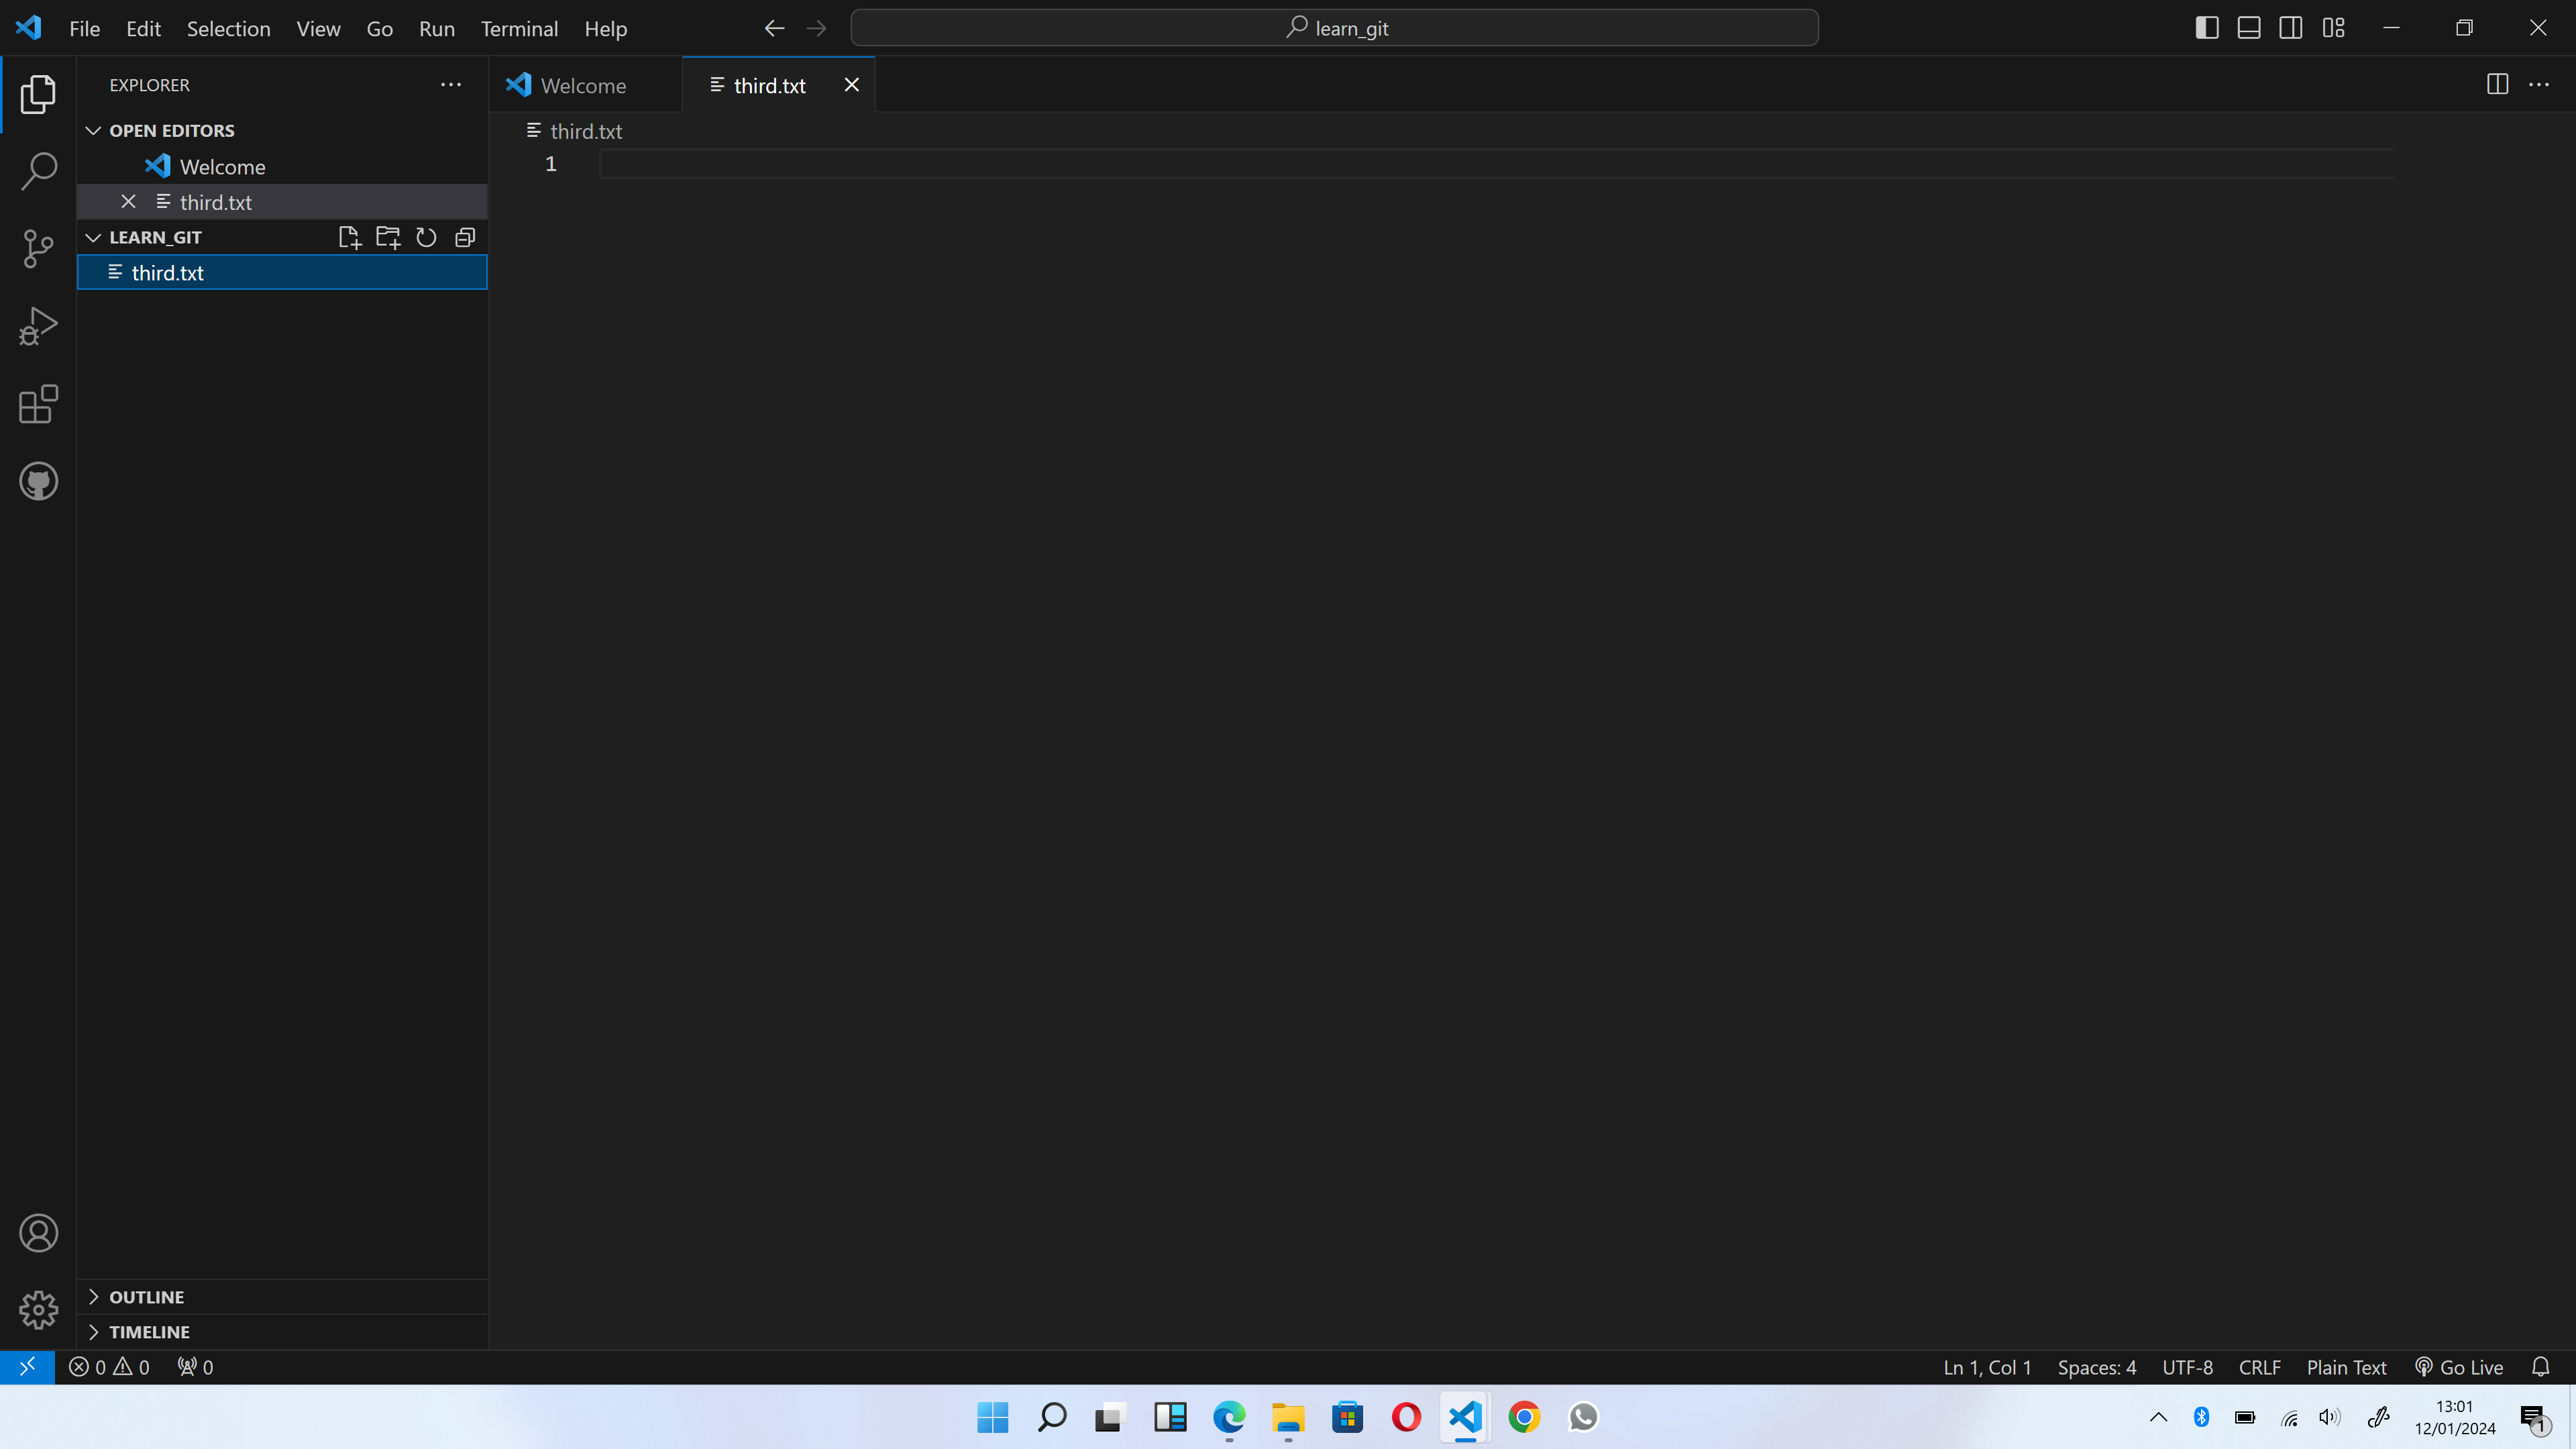 File Edit Selection View Go Run Terminal Help
learn_git
EXPLORER
OPEN EDITORS
Welcome
third.txt
LEARN_GIT
third.txt
OUTLINE
TIMELINE
Welcome
third.txt
third.txt
1
0 0 0
Ln 1, Col 1 Spaces: 4 UTF-8 CRLF Plain Text Go Live
13:01
12/01/2024
1